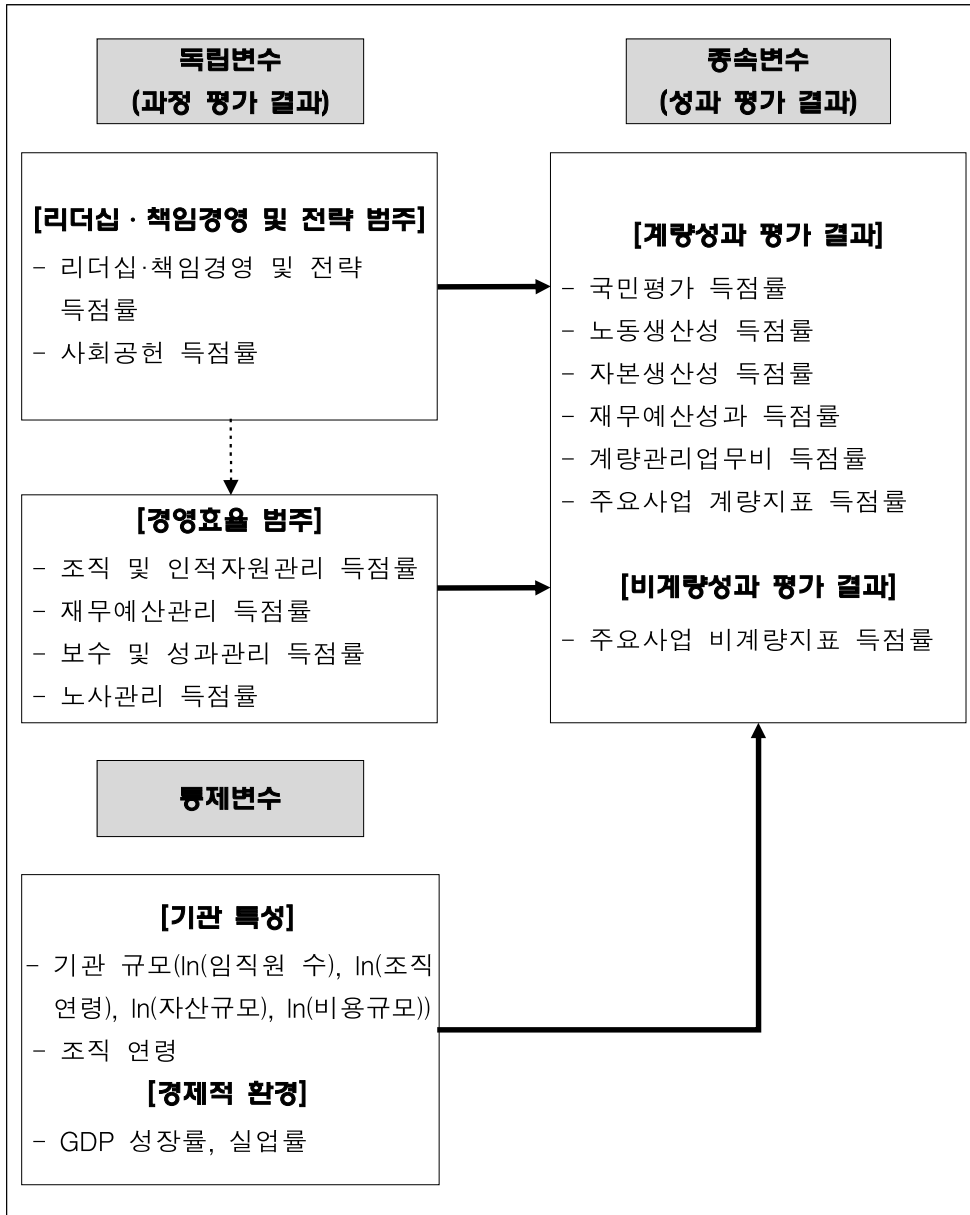 독립변수
(과정 평가 결과)
종속변수
(성과 평가 결과)
[리더십 · 책임경영 및 전략 범주]
- 리더십·책임경영 및 전략
득점률
- 사회공헌 득점률
[경영효율 범주]
- 조직 및 인적자원관리 득점률
- 재무예산관리 득점률
- 보수 및 성과관리 득점률
- 노사관리 득점률
[계량성과 평가 결과]
- 국민평가 득점률
- 노동생산성 득점률
- 자본생산성 득점률
- 재무예산성과 득점률
- 계량관리업무비 득점률
- 주요사업 계량지표 득점률
[비계량성과 평가 결과]
- 주요사업 비계량지표 득점률
통제변수
[기관 특성]
- 기관 규모(ln(임직원 수), ln(조직
연령), ln(자산규모), ln(비용규모))
- 조직 연령
[경제적 환경]
- GDP 성장률, 실업률